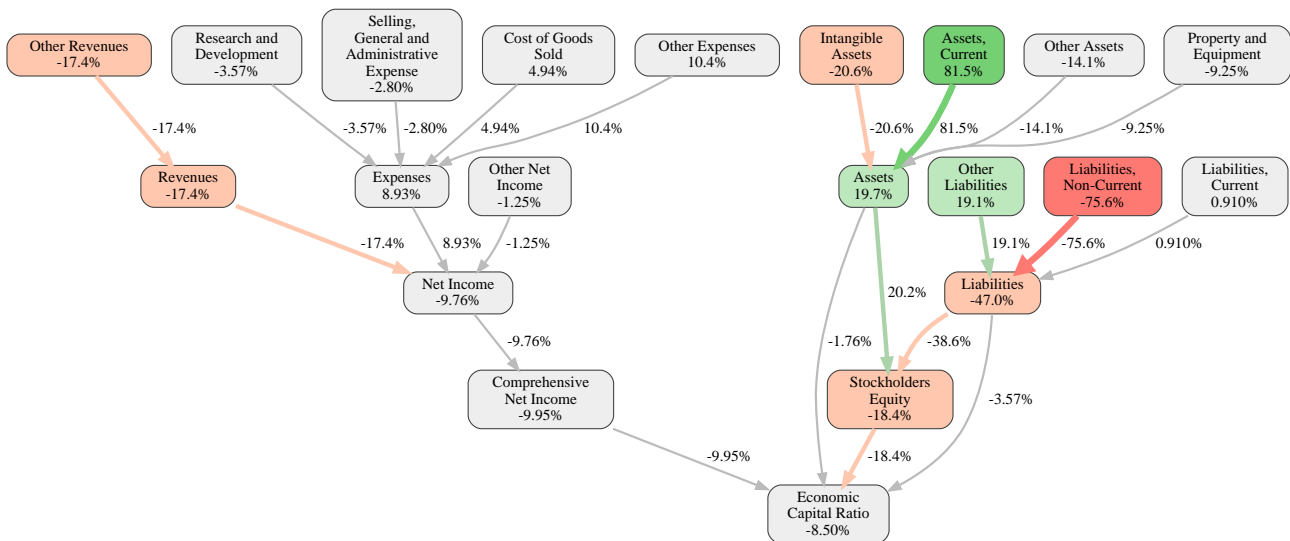 Other Revenues
-17.4%
Research and
Development
-3.57%
Selling,
General and
Administrative
Expense
-2.80%
Cost of Goods
Sold
4.94%
Other Expenses
10.4%
Intangible
Assets
-20.6%
Assets,
Current
81.5%
Other Assets
-14.1%
Property and
Equipment
-9.25%
-17.4%
-3.57%
-2.80%
4.94%
10.4%
-20.6%
81.5%
-14.1%
-9.25%
Revenues
-17.4%
Expenses
8.93%
Other Net
Income
-1.25%
Assets
19.7%
Other
Liabilities
19.1%
Liabilities,
Non-Current
-75.6%
Liabilities,
Current
0.910%
-17.4%
8.93%
-1.25%
19.1%
-75.6%
0.910%
Net Income
-9.76%
20.2%
Liabilities
-47.0%
-9.76%
-1.76%
-38.6%
Comprehensive
Net Income
-9.95%
Stockholders
Equity
-18.4%
-3.57%
-9.95%
-18.4%
Economic
Capital Ratio
-8.50%